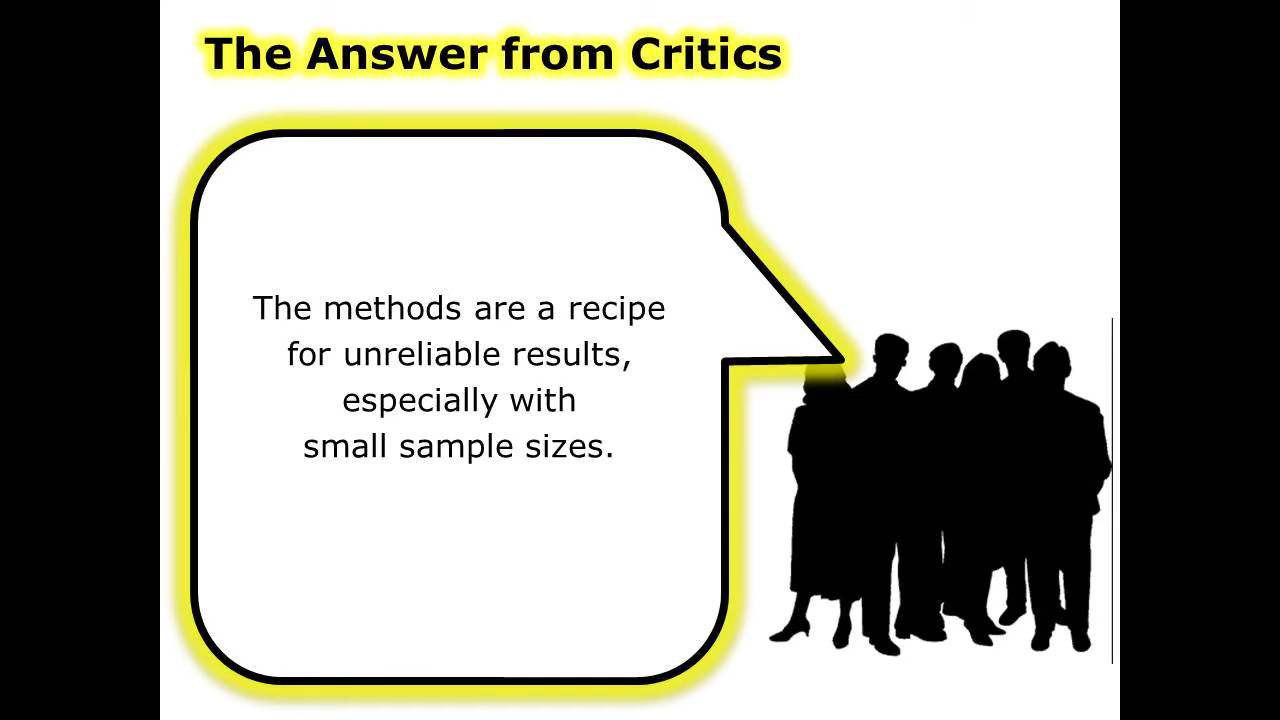 The Answer from Critics
The methods are a recipe
for unreliable results,
especially with
small sample sizes.